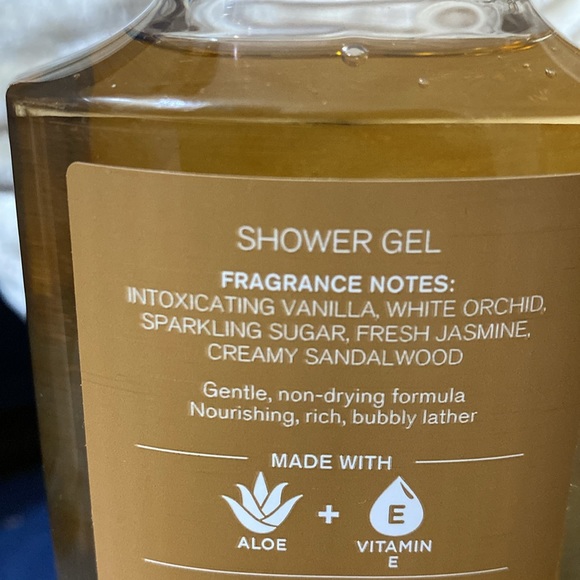 SHOWER GEL
FRAGRANCE NOTES:
INTOXICATING VANILLA, WHITE ORCHID,
SPARKLING SUGAR, FRESH JASMINE,
CREAMY SANDALWOOD
Gentle, non-drying formula
Nourishing, rich, bubbly lather
MADE WITH
E
+
ALOE
VITAMIN
E